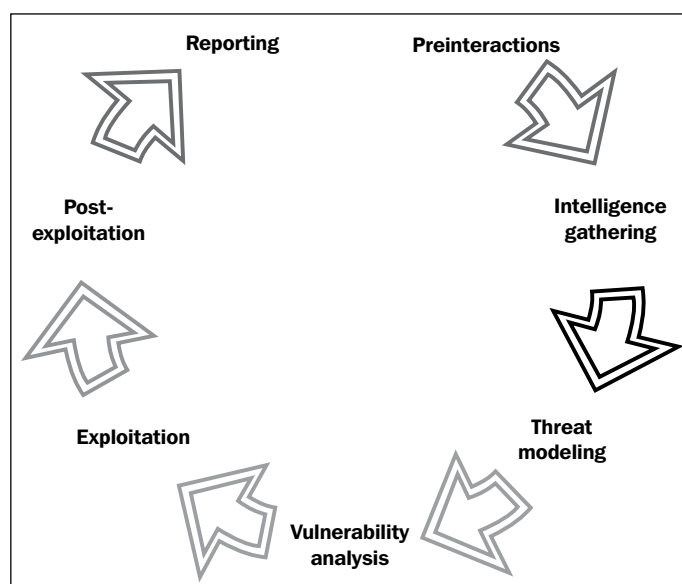 Reporting
Preinteractions
Post-
exploitation
Intelligence
gathering
Exploitation
Threat
modeling
Vulnerability
analysis